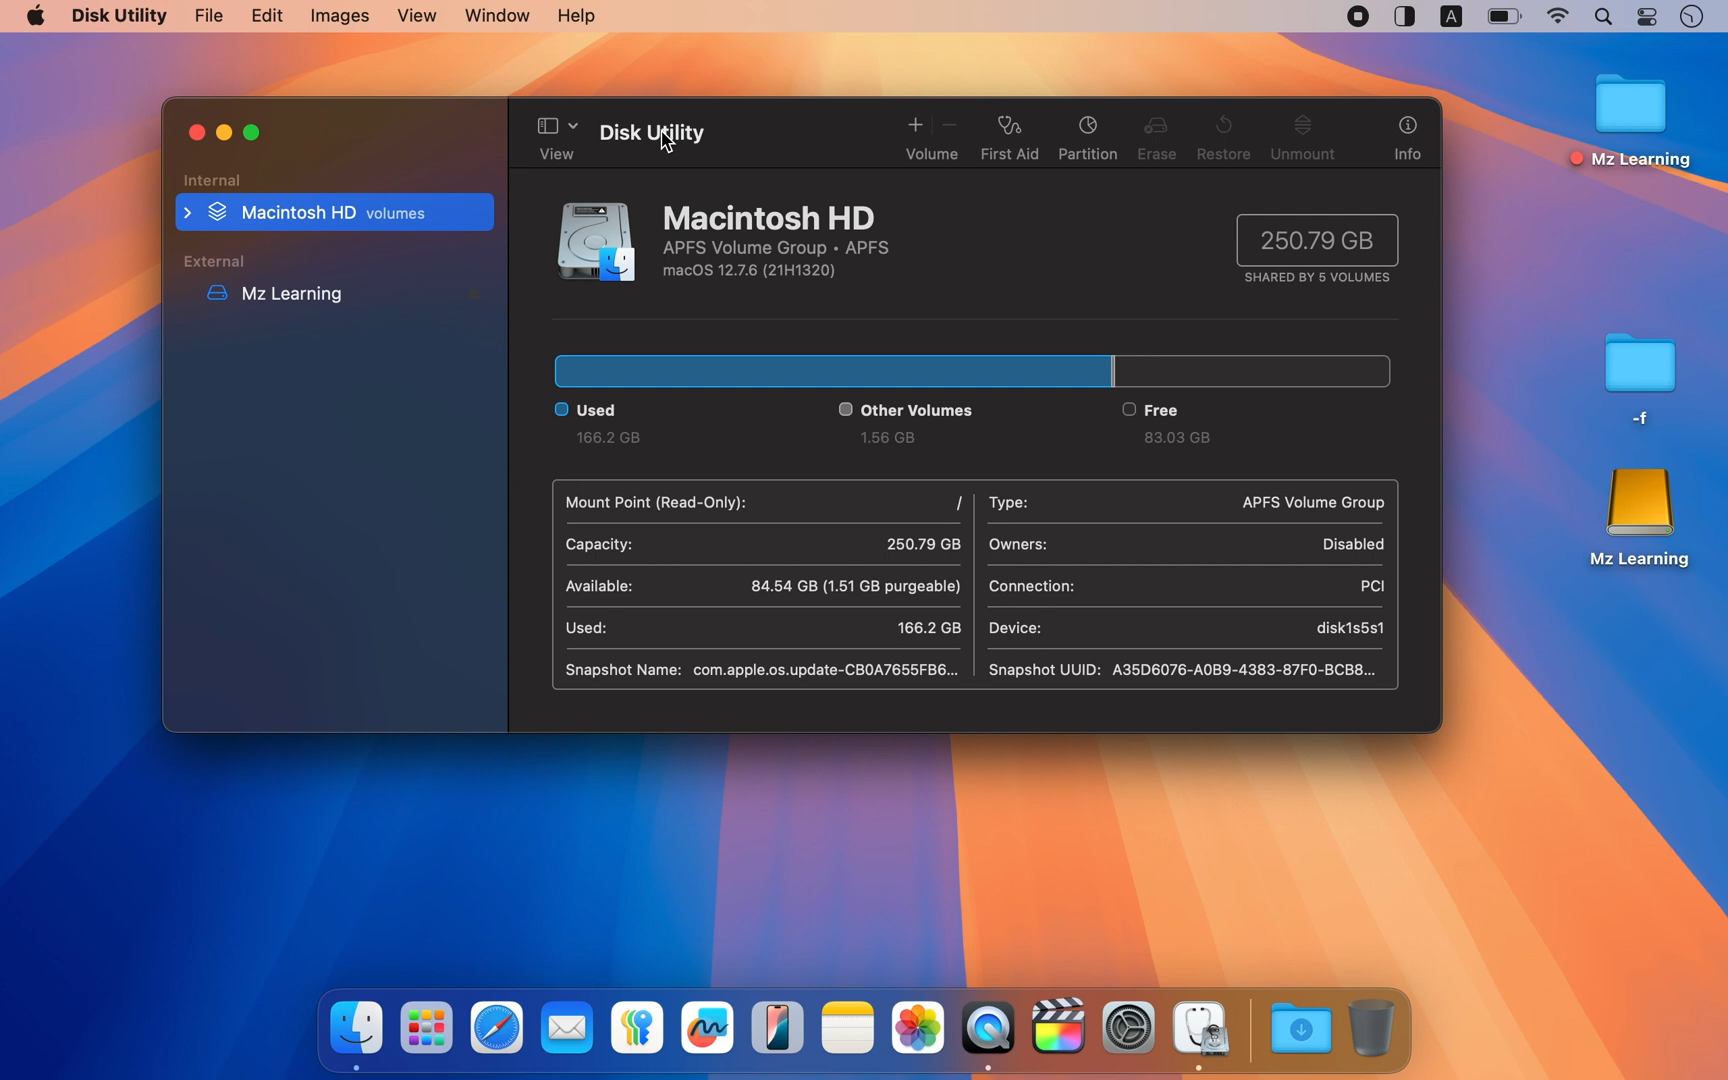 Disk Utility File Edit Images View Window Help A
Mz Learning
-f
Mz Learning
Internal
Macintosh HD volumes
External
Mz Learning
Disk Utility
View Volume First Aid Partition Erase Restore Unmount Info
Macintosh HD
APFS Volume Group • APFS
macOS 12.7.6 (21H1320)
250.79 GB
SHARED BY 5 VOLUMES
Used Other Volumes Free
166.2 GB 1.56 GB 83.03 GB
Mount Point (Read-Only): / Type: APFS Volume Group
Capacity: 250.79 GB Owners: Disabled
Available: 84.54 GB (1.51 GB purgeable) Connection: PCI
Used: 166.2 GB Device: disk1s5s1
Snapshot Name: com.apple.os.update-CB0A7655FB6... Snapshot UUID: A35D6076-A0B9-4383-87F0-BCB8...